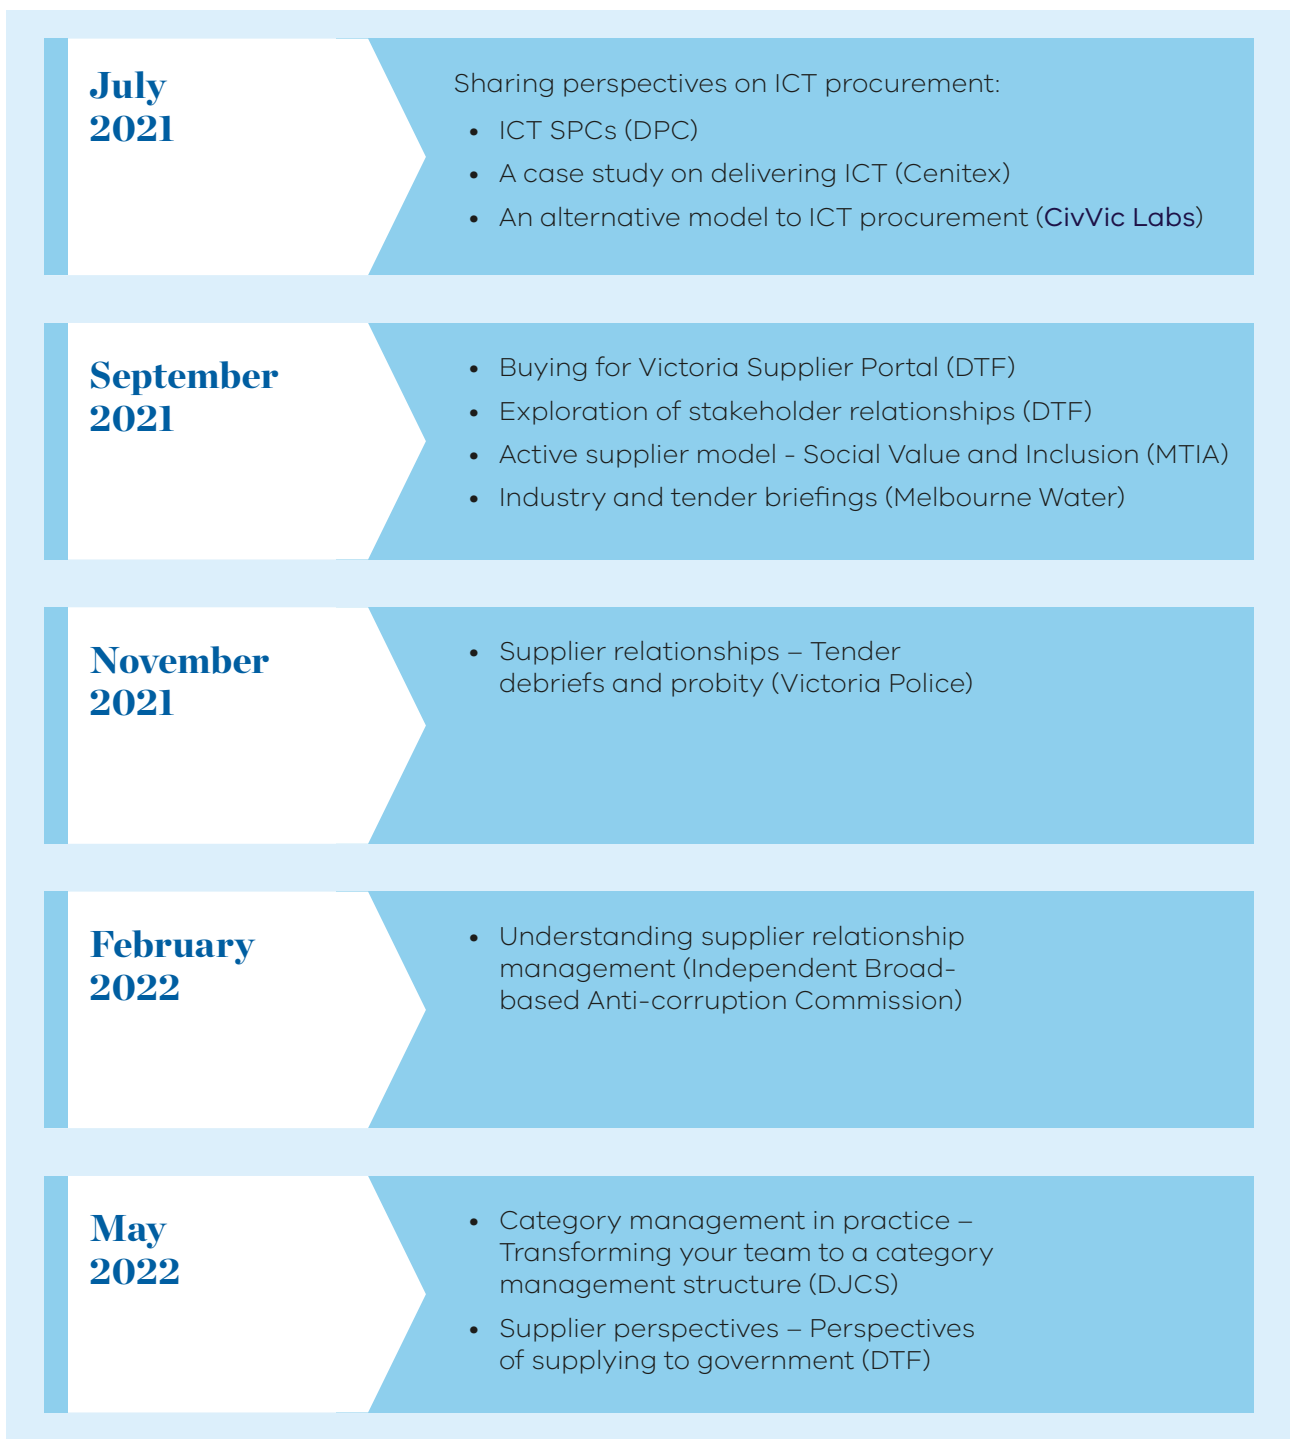 July
2021
Sharing perspectives on ICT procurement:
• ICT SPCs (DPC)
• A case study on delivering ICT (Cenitex)
• An alternative model to ICT procurement (CivVic Labs)
September
2021
• Buying for Victoria Supplier Portal (DTF)
• Exploration of stakeholder relationships (DTF)
• Active supplier model - Social Value and Inclusion (MTIA)
• Industry and tender briefings (Melbourne Water)
November
2021
• Supplier relationships – Tender
debriefs and probity (Victoria Police)
February
2022
• Understanding supplier relationship
management (Independent Broad-
based Anti-corruption Commission)
May
2022
• Category management in practice –
Transforming your team to a category
management structure (DJCS)
• Supplier perspectives – Perspectives
of supplying to government (DTF)